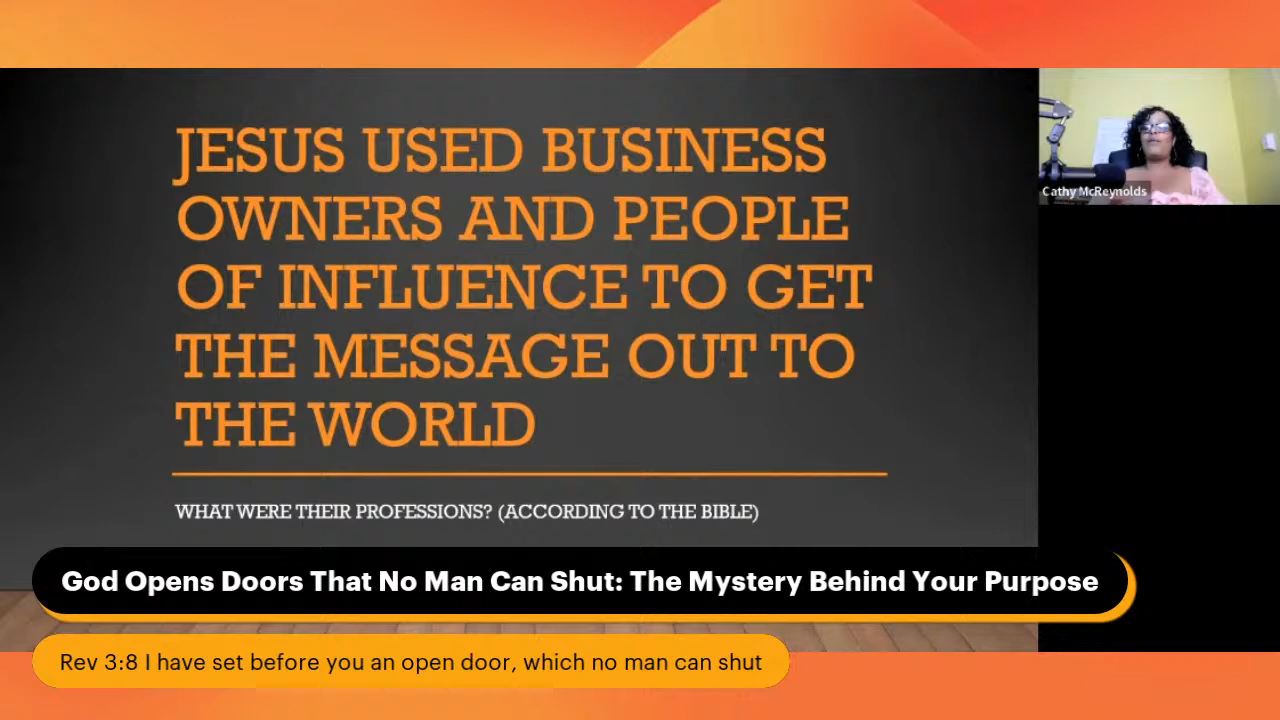 JESUS USED BUSINESS
OWNERS AND PEOPLE
OF INFLUENCE TO GET
THE MESSAGE OUT TO
THE WORLD
WHAT WERE THEIR PROFESSIONS? (ACCORDING TO THE BIBLE)
Cathy McReynolds
God Opens Doors That No Man Can Shut: The Mystery Behind Your Purpose
Rev 3:8 I have set before you an open door, which no man can shut